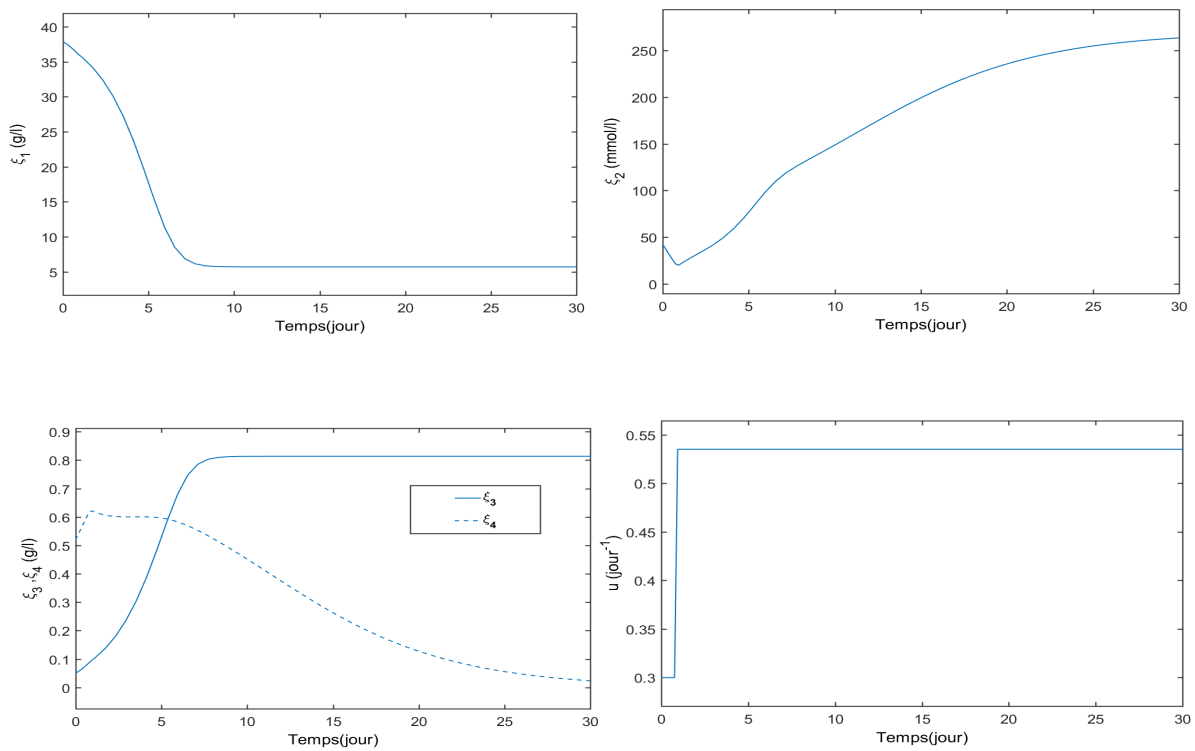 40
35
30
25
20
15
10
5
ξ1 (g/l)
0 5 10 15 20 25 30
Temps(jour)
250
200
150
100
50
0
ξ2 (mmol/l)
0 5 10 15 20 25 30
Temps(jour)
0.9
0.8
0.7
0.6
0.5
0.4
0.3
0.2
0.1
0
ξ3 ,ξ4 (g/l)
ξ3
ξ4
0 5 10 15 20 25 30
Temps(jour)
0.55
0.5
0.45
0.4
0.35
0.3
u (jour-1)
0 5 10 15 20 25 30
Temps(jour)